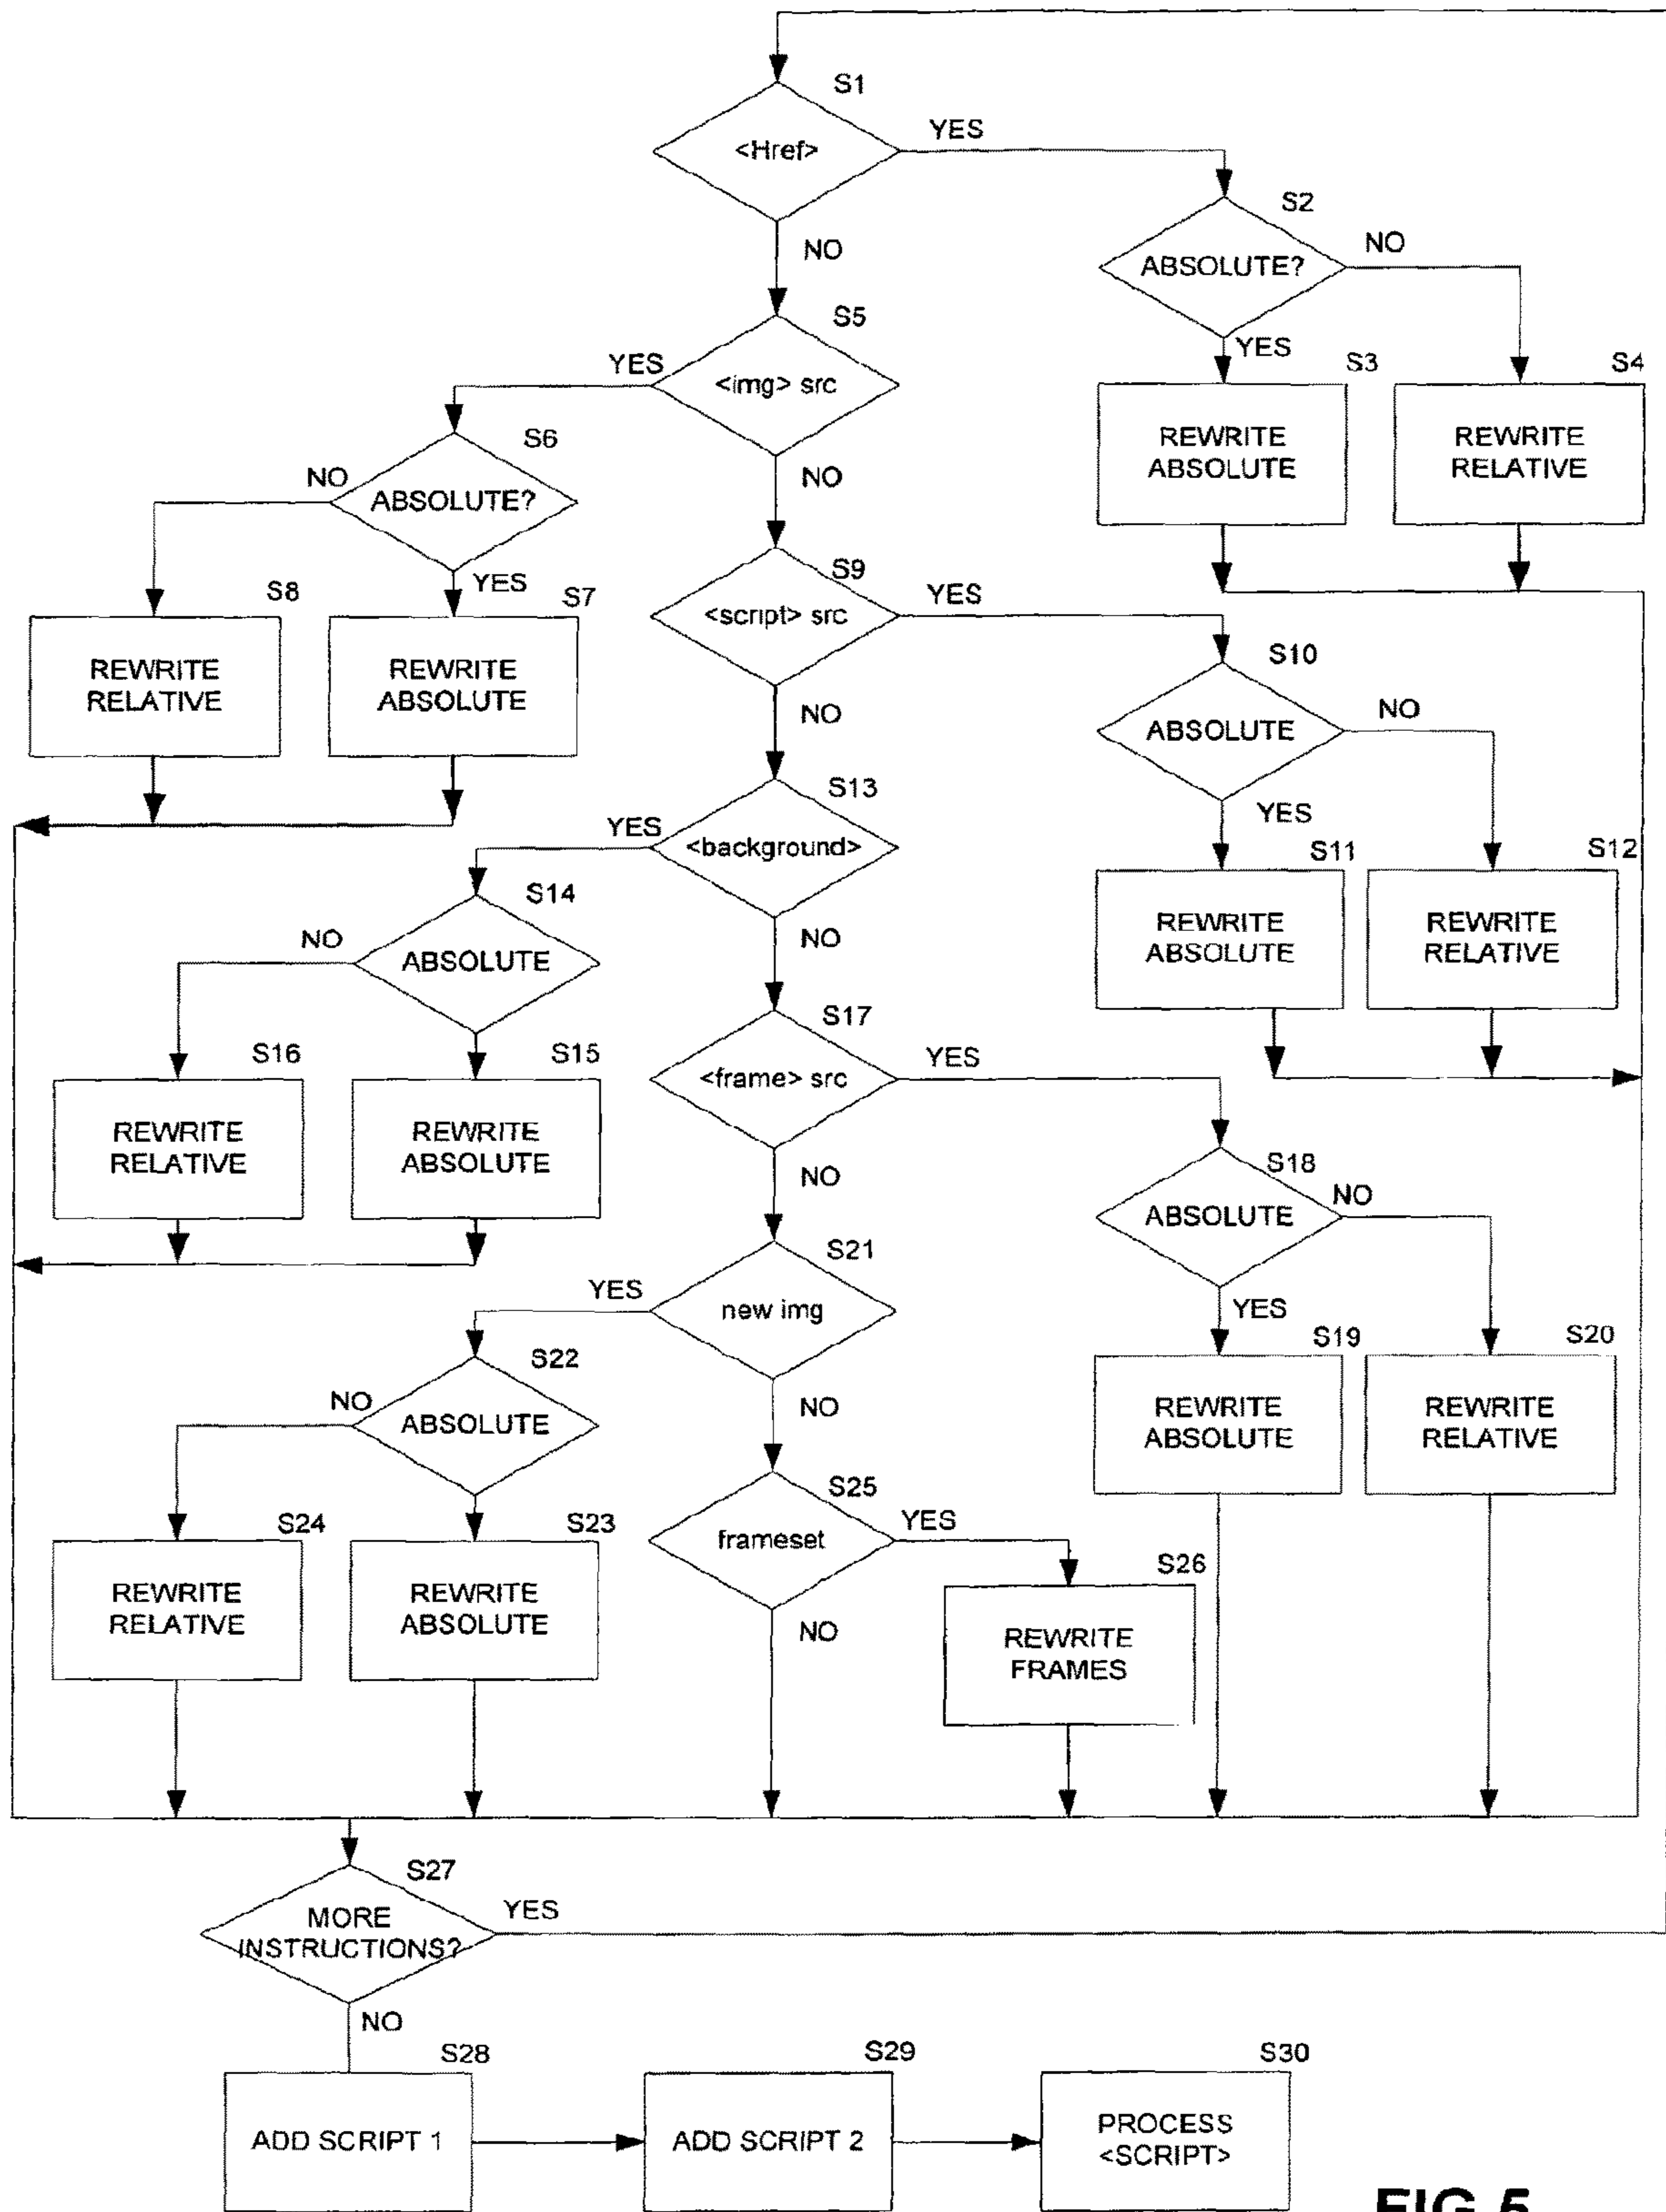 S1
<Href>
YES
NO
S2
ABSOLUTE?
NO
YES
S3
REWRITE
ABSOLUTE
S4
REWRITE
RELATIVE
S5
<img> src
YES
NO
S6
ABSOLUTE?
NO
YES
S8
REWRITE
RELATIVE
S7
REWRITE
ABSOLUTE
S9
<script> src
YES
NO
S10
ABSOLUTE
NO
YES
S11
REWRITE
ABSOLUTE
S12
REWRITE
RELATIVE
S13
<background>
YES
NO
S14
ABSOLUTE
NO
S16
REWRITE
RELATIVE
S15
REWRITE
ABSOLUTE
S17
<frame> src
YES
NO
S18
ABSOLUTE
NO
YES
S19
REWRITE
ABSOLUTE
S20
REWRITE
RELATIVE
S21
new img
YES
NO
S22
ABSOLUTE
NO
S24
REWRITE
RELATIVE
S23
REWRITE
ABSOLUTE
S25
frameset
YES
NO
S26
REWRITE
FRAMES
S27
MORE
INSTRUCTIONS?
YES
NO
S28
ADD SCRIPT 1
S29
ADD SCRIPT 2
S30
PROCESS
<SCRIPT>
FIG 5